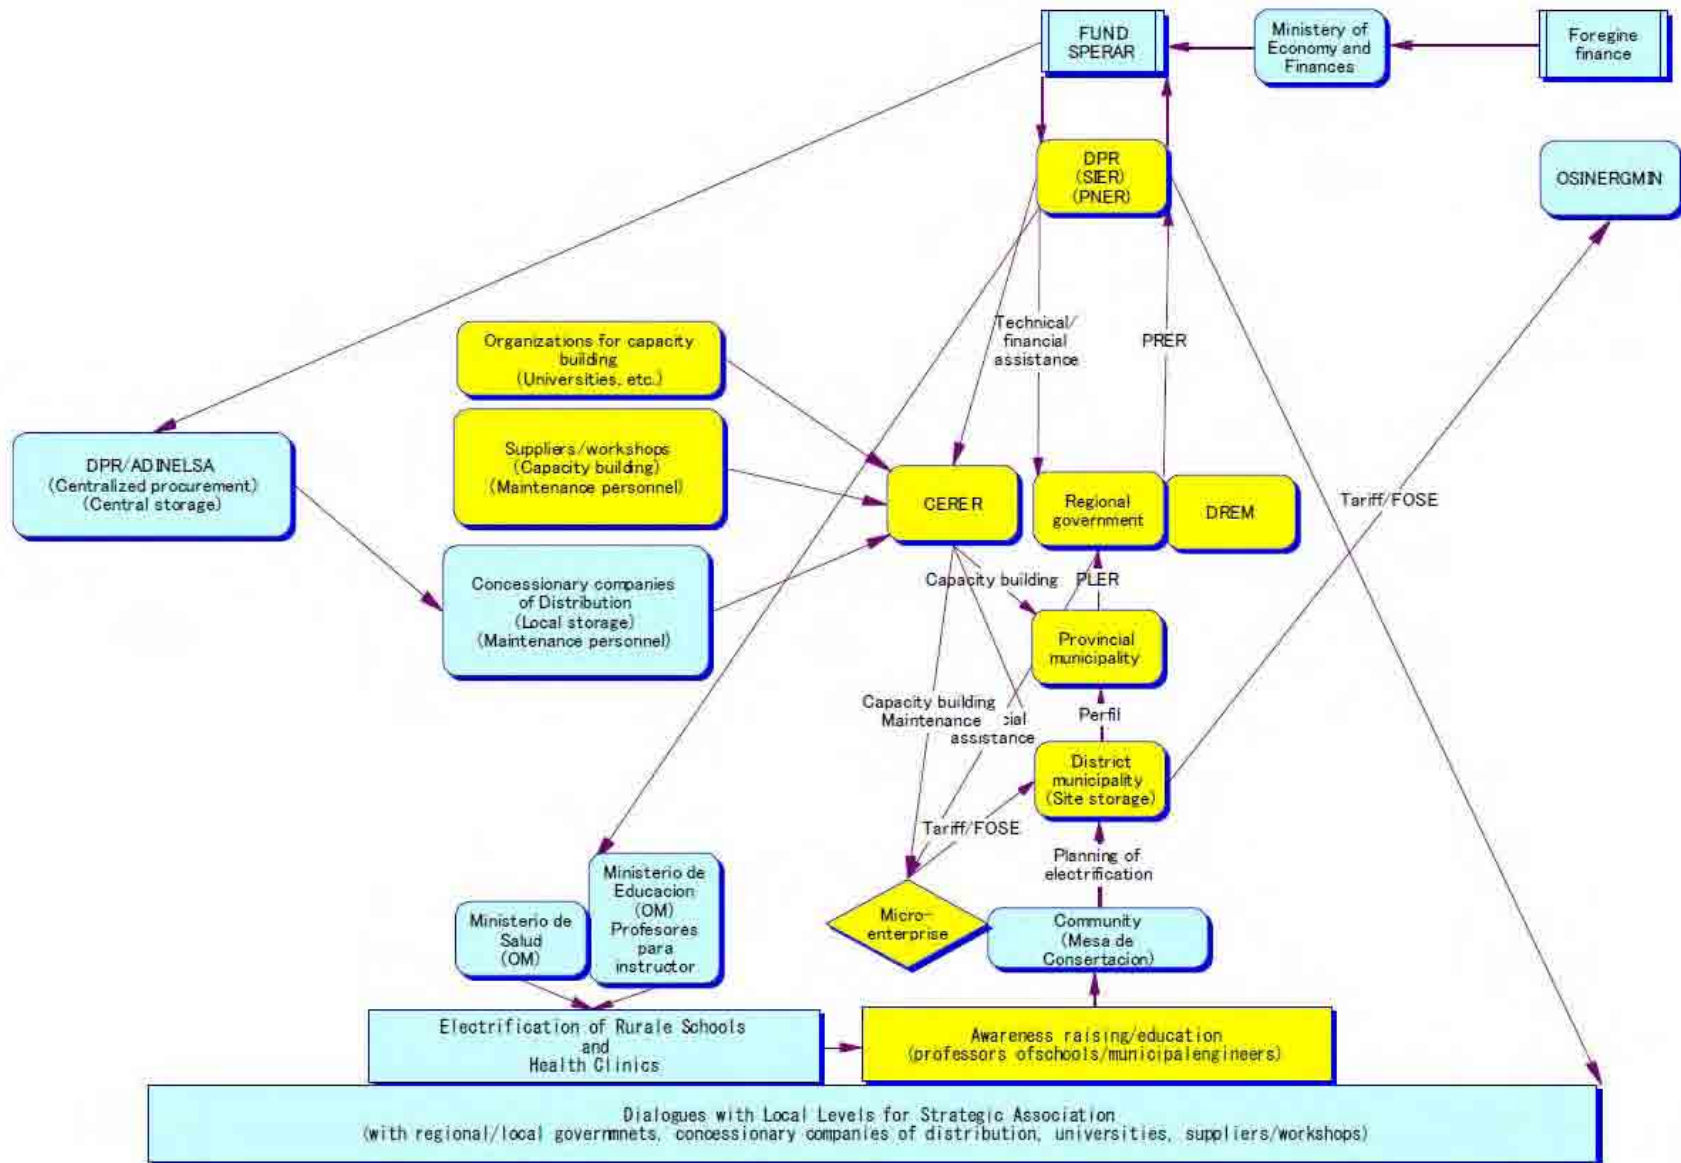 FUND
SPERAR
Ministery of
Economy and
Finances
Foregine
finance
DPR
(SIER)
(PNER)
OSINERGMIN
Organizations for capacity
building
(Universities, etc.)
Technical/
financial
assistance
PRER
Suppliers/workshops
(Capacity building)
(Maintenance personnel)
DPR/ADINELSA
(Centralized procurement)
(Central storage)
CERER
Regional
government
DREM
Tariff/FOSE
Concessionary companies
of Distribution
(Local storage)
(Maintenance personnel)
Capacity building
PLER
Provincial
municipality
Capacity building
Maintenance
cial
assistance
Perfil
District
municipality
(Site storage)
Tariff/FOSE
Planning of
electrification
Ministerio de
Educacion
(OM)
Profesores
para
instructor
Ministerio de
Salud
(OM)
Micro-
enterprise
Community
(Mesa de
Consertacion)
Electrification of Rurale Schools
and
Health Clinics
Awareness raising/education
(professors ofschools/municipalengineers)
Dialogues with Local Levels for Strategic Association
(with regional/local governmnets, concessionary companies of distribution, universities, suppliers/workshops)